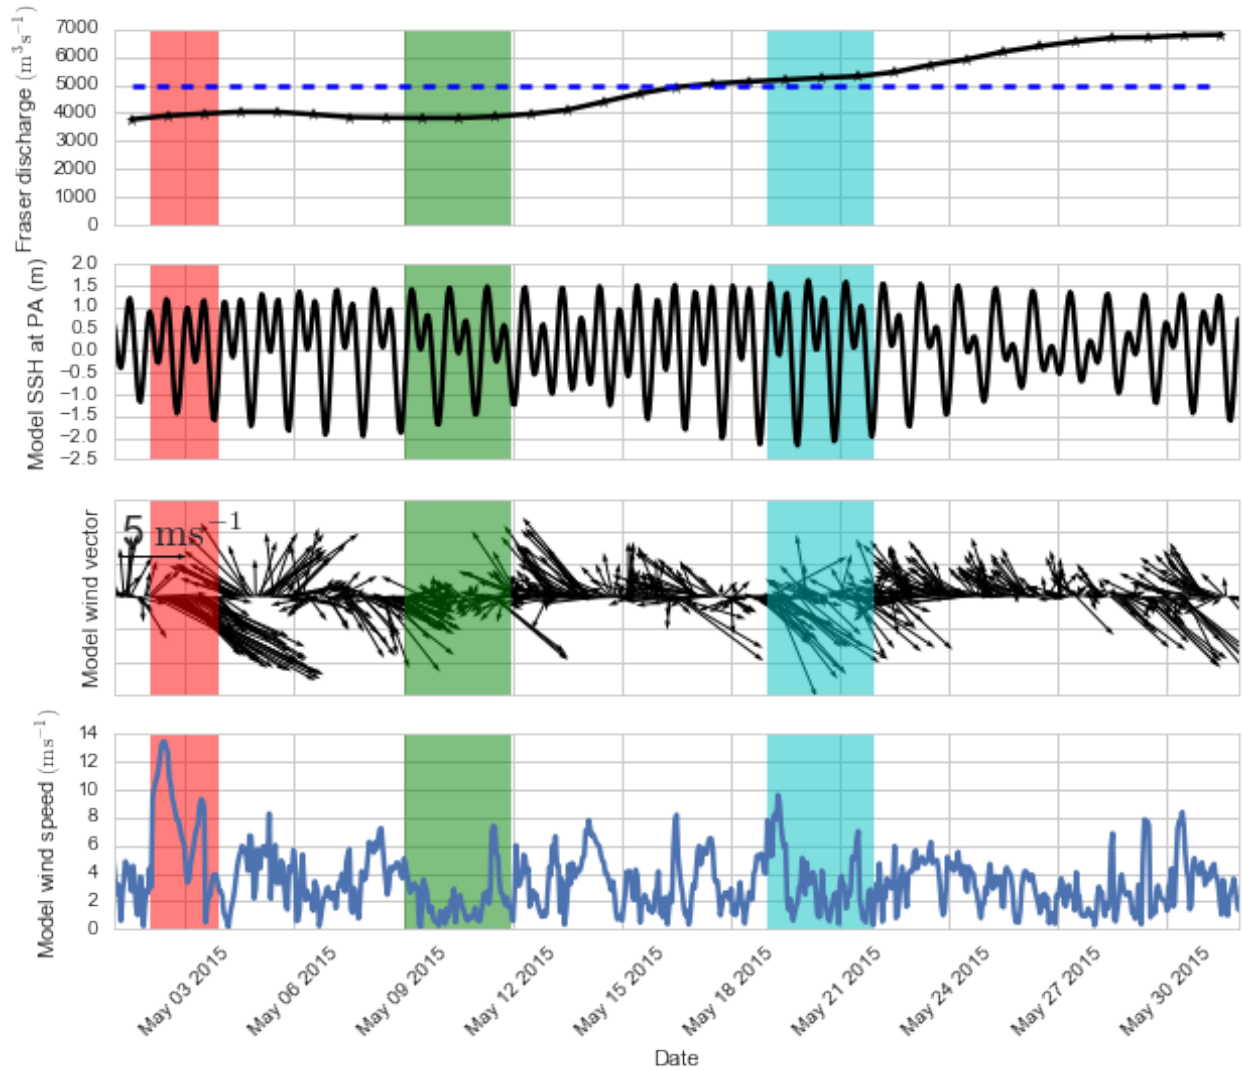 Fraser discharge (m³s⁻¹)
7000
6000
5000
4000
3000
2000
1000
0
Model SSH at PA (m)
2.0
1.5
1.0
0.5
0.0
−0.5
−1.0
−1.5
−2.0
−2.5
Model wind vector
5 ms⁻¹
Model wind speed (ms⁻¹)
14
12
10
8
6
4
2
0
May 03 2015
May 06 2015
May 09 2015
May 12 2015
May 15 2015
May 18 2015
May 21 2015
May 24 2015
May 27 2015
May 30 2015
Date